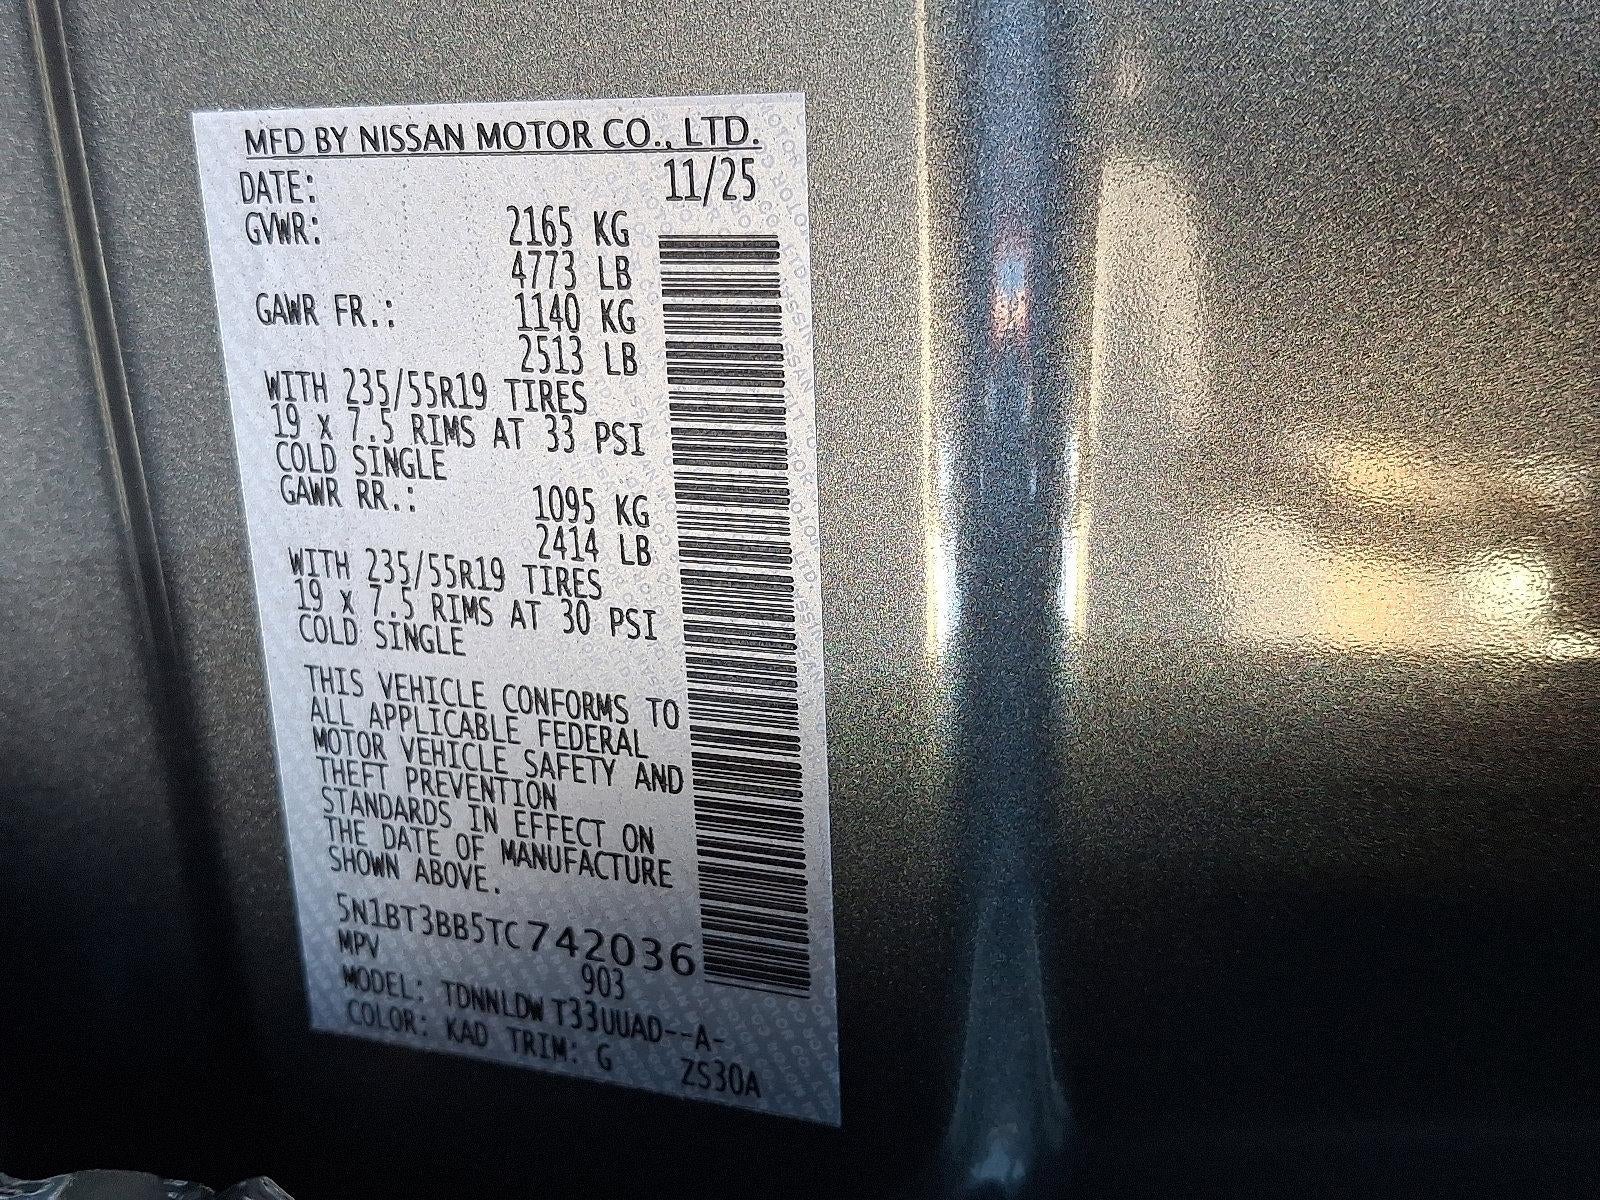 MFD BY NISSAN MOTOR CO., LTD.
DATE: 11/25
GVWR: 2165 KG
4773 LB
GAWR FR.: 1140 KG
2513 LB
WITH 235/55R19 TIRES
19 X 7.5 RIMS AT 33 PSI
COLD SINGLE
GAWR RR.: 1095 KG
2414 LB
WITH 235/55R19 TIRES
19 X 7.5 RIMS AT 30 PSI
COLD SINGLE
THIS VEHICLE CONFORMS TO
ALL APPLICABLE FEDERAL
MOTOR VEHICLE SAFETY AND
THEFT PREVENTION
STANDARDS IN EFFECT ON
THE DATE OF MANUFACTURE
SHOWN ABOVE.
5N1BT3BB5TC742036
MPV 903
MODEL: TDNNLDW T33UUAD--A-
COLOR: KAD TRIM: G ZS30A